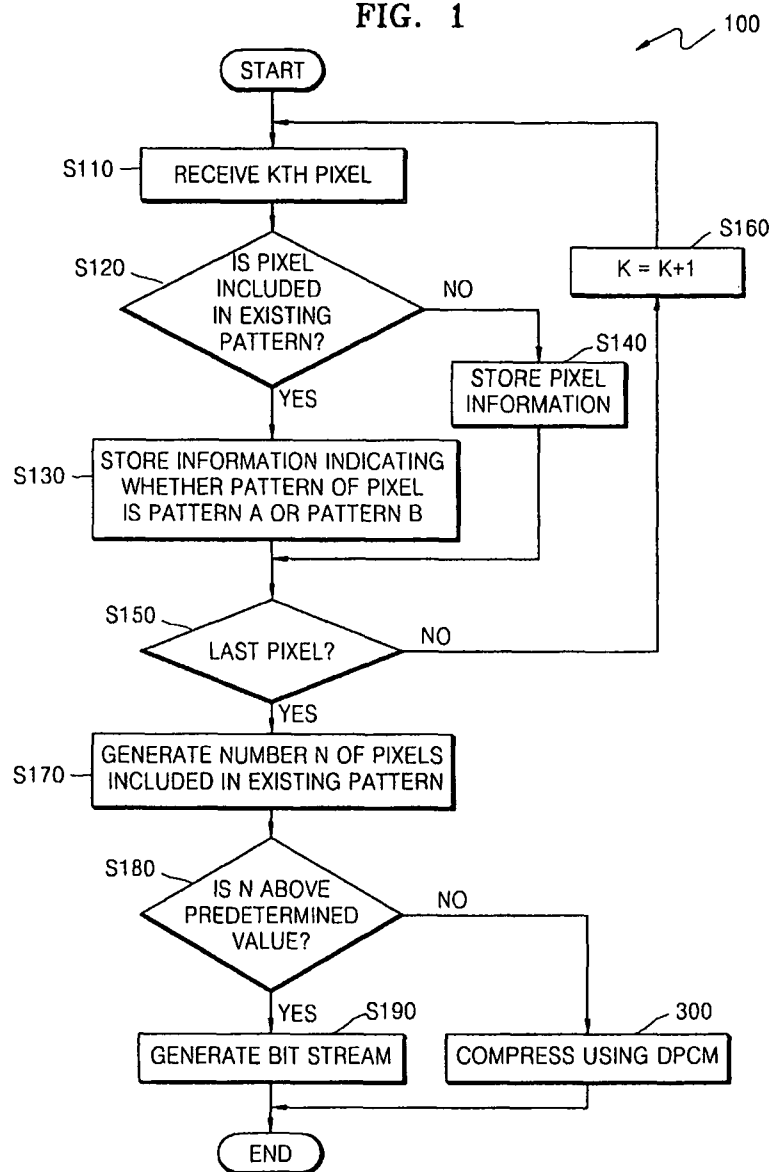 FIG. 1
100
START
S110
RECEIVE KTH PIXEL
S160
K = K+1
S120
IS PIXEL
INCLUDED
IN EXISTING
PATTERN?
NO
S140
STORE PIXEL
INFORMATION
YES
S130
STORE INFORMATION INDICATING
WHETHER PATTERN OF PIXEL
IS PATTERN A OR PATTERN B
S150
LAST PIXEL?
NO
YES
S170
GENERATE NUMBER N OF PIXELS
INCLUDED IN EXISTING PATTERN
S180
IS N ABOVE
PREDETERMINED
VALUE?
NO
YES
S190
GENERATE BIT STREAM
300
COMPRESS USING DPCM
END